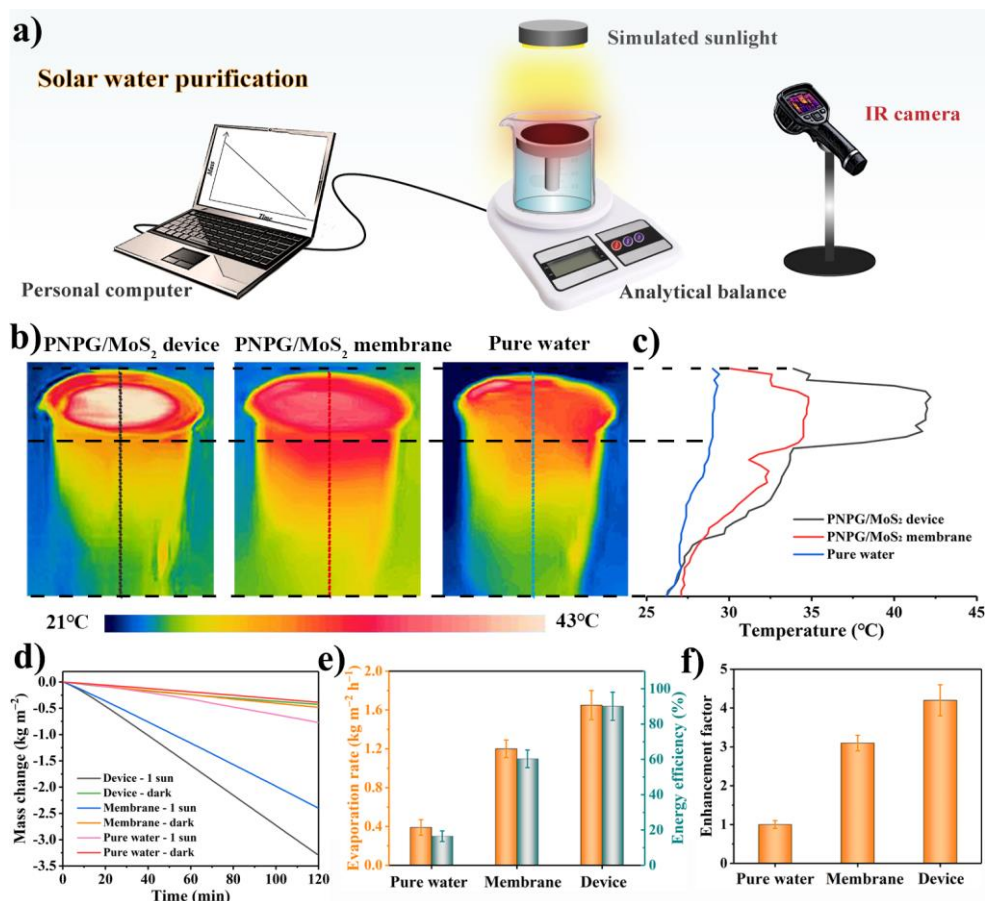 a)
Solar water purification
Simulated sunlight
IR camera
Mass
Time
Personal computer
Analytical balance
b)
PNPG/MoS₂ device
PNPG/MoS₂ membrane
Pure water
21°C
43°C
c)
PNPG/MoS₂ device
PNPG/MoS₂ membrane
Pure water
25 30 35 40 45
Temperature (°C)
d)
Mass change (kg m⁻²)
0.0
-0.5
-1.0
-1.5
-2.0
-2.5
-3.0
-3.5
Device - 1 sun
Device - dark
Membrane - 1 sun
Membrane - dark
Pure water - 1 sun
Pure water - dark
0 20 40 60 80 100 120
Time (min)
e)
Evaporation rate (kg m⁻² h⁻¹)
2.0
1.6
1.2
0.8
0.4
0.0
Energy efficiency (%)
100
80
60
40
20
0
Pure water Membrane Device
f)
Enhancement factor
5
4
3
2
1
0
Pure water Membrane Device